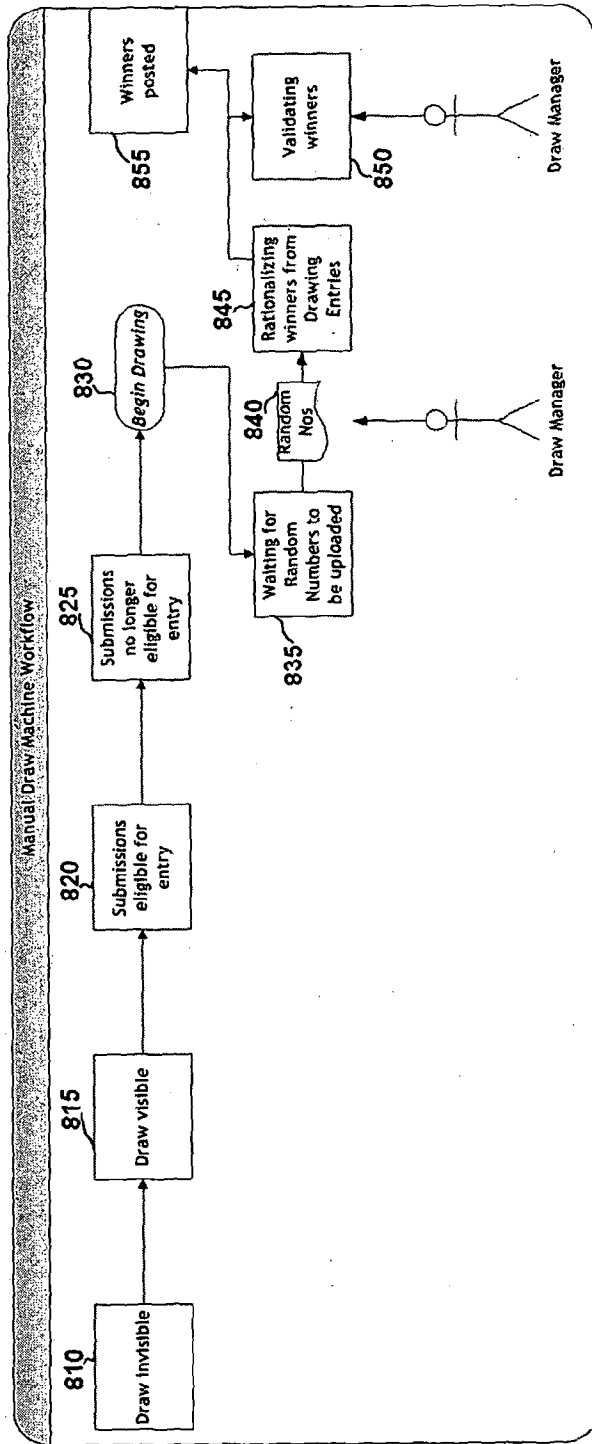 Manual Draw Machine Workflow
810
Draw invisible
815
Draw visible
820
Submissions
eligible for
entry
825
Submissions
no longer
eligible for
entry
830
Begin Drawing
835
Waiting for
Random
Numbers to
be uploaded
840
Random
Nos
845
Rationalizing
winners from
Drawing
Entries
850
Validating
winners
855
Winners
posted
Draw Manager
Draw Manager